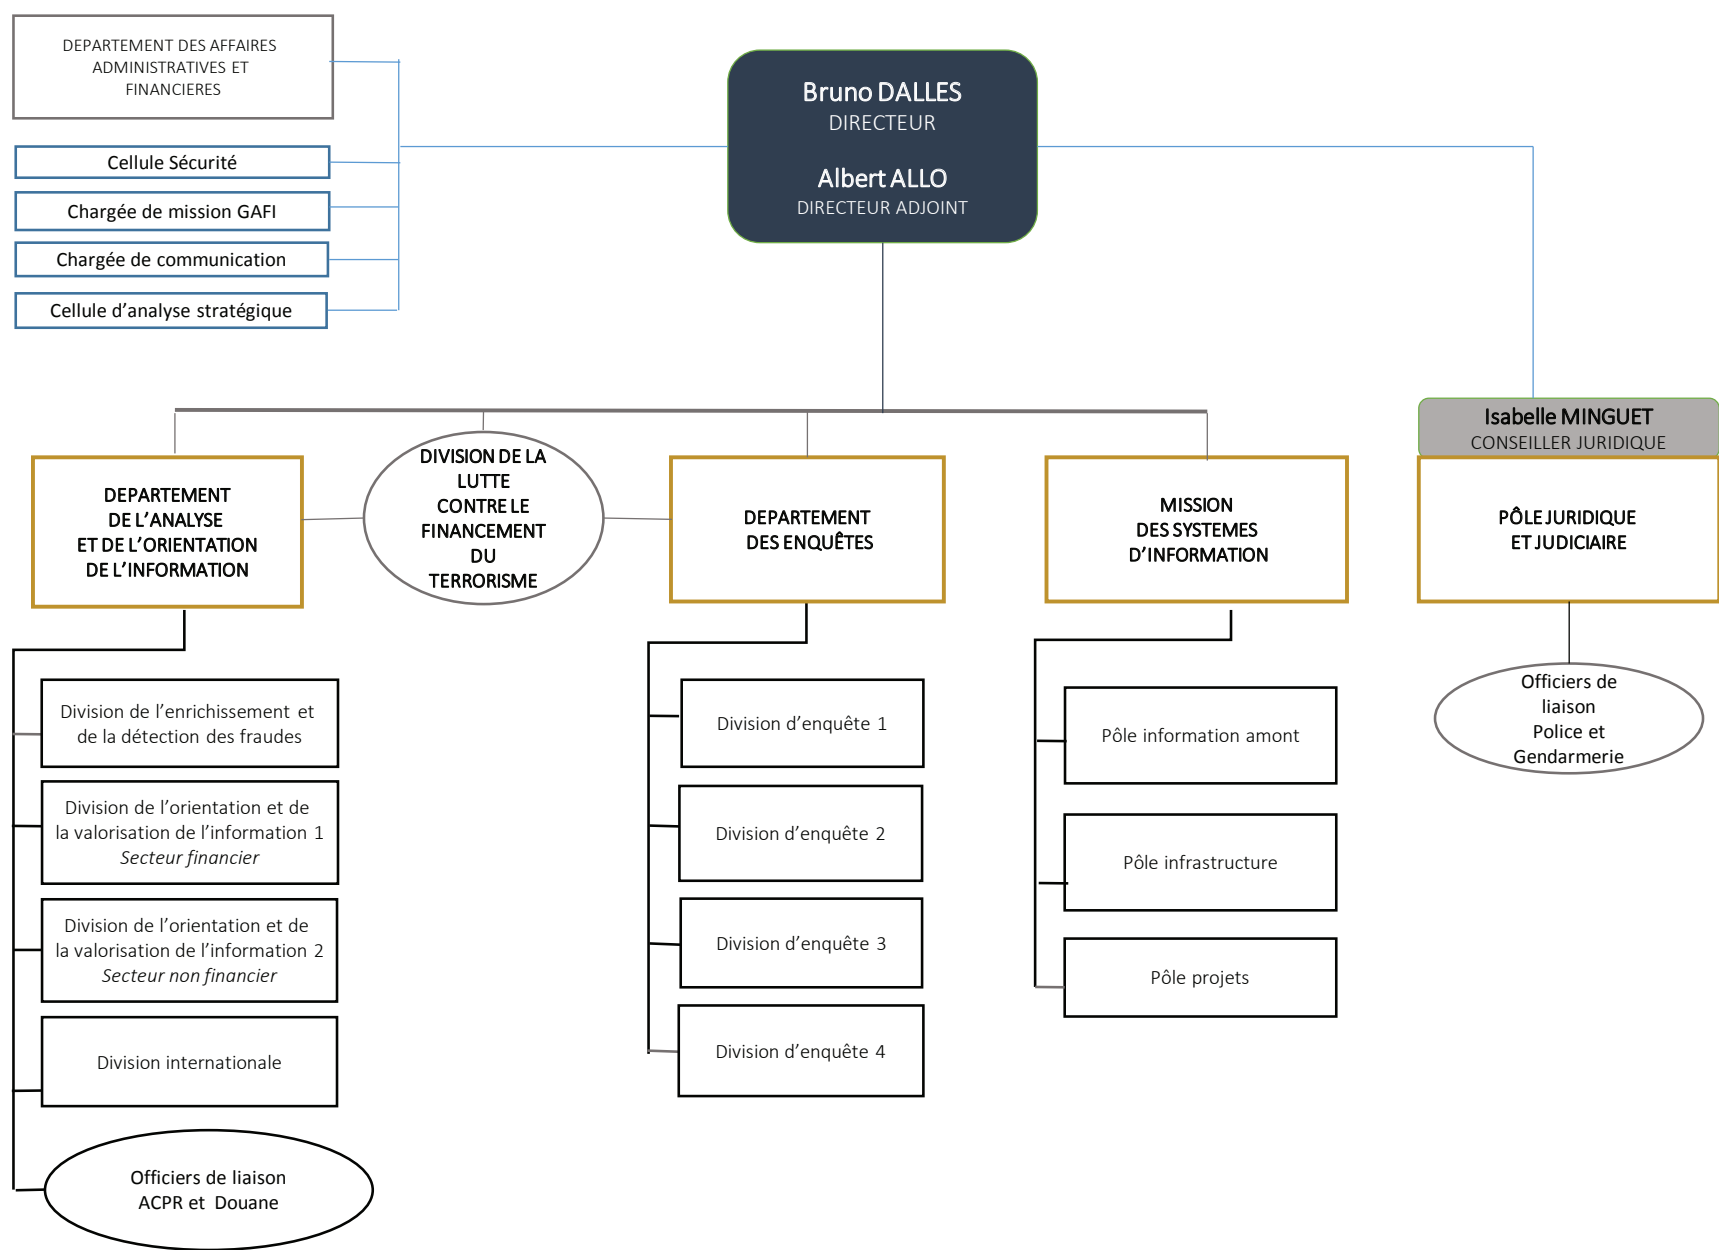 DEPARTEMENT DES AFFAIRES
ADMINISTRATIVES ET
FINANCIERES
Cellule Sécurité
Chargée de mission GAFI
Chargée de communication
Cellule d’analyse stratégique
Bruno DALLES
DIRECTEUR
Albert ALLO
DIRECTEUR ADJOINT
Isabelle MINGUET
CONSEILLER JURIDIQUE
DEPARTEMENT
DE L’ANALYSE
ET DE L’ORIENTATION
DE L’INFORMATION
DIVISION DE LA
LUTTE
CONTRE LE
FINANCEMENT
DU
TERRORISME
DEPARTEMENT
DES ENQUÊTES
MISSION
DES SYSTEMES
D’INFORMATION
PÔLE JURIDIQUE
ET JUDICIAIRE
Division de l’enrichissement et
de la détection des fraudes
Division de l’orientation et de
la valorisation de l’information 1
Secteur financier
Division de l’orientation et de
la valorisation de l’information 2
Secteur non financier
Division internationale
Officiers de liaison
ACPR et Douane
Division d’enquête 1
Division d’enquête 2
Division d’enquête 3
Division d’enquête 4
Pôle information amont
Pôle infrastructure
Pôle projets
Officiers de
liaison
Police et
Gendarmerie